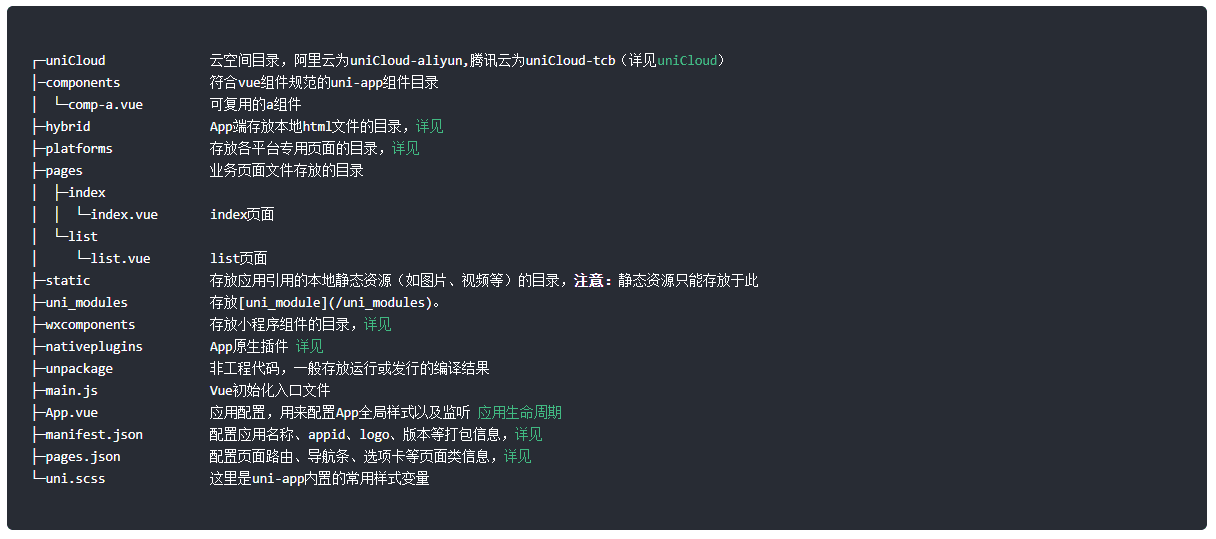 ┌─uniCloud              云空间目录，阿里云为uniCloud-aliyun,腾讯云为uniCloud-tcb（详见uniCloud）
│─components            符合vue组件规范的uni-app组件目录
│  └─comp-a.vue         可复用的a组件
├─hybrid                App端存放本地html文件的目录，详见
├─platforms             存放各平台专用页面的目录，详见
├─pages                 业务页面文件存放的目录
│  ├─index
│  │  └─index.vue       index页面
│  └─list
│     └─list.vue        list页面
├─static                存放应用引用的本地静态资源（如图片、视频等）的目录，注意：静态资源只能存放于此
├─uni_modules           存放[uni_module](/uni_modules)。
├─wxcomponents          存放小程序组件的目录，详见
├─nativeplugins         App原生插件 详见
├─unpackage             非工程代码，一般存放运行或发行的编译结果
├─main.js               Vue初始化入口文件
├─App.vue               应用配置，用来配置App全局样式以及监听 应用生命周期
├─manifest.json         配置应用名称、appid、logo、版本等打包信息，详见
├─pages.json            配置页面路由、导航条、选项卡等页面类信息，详见
└─uni.scss              这里是uni-app内置的常用样式变量